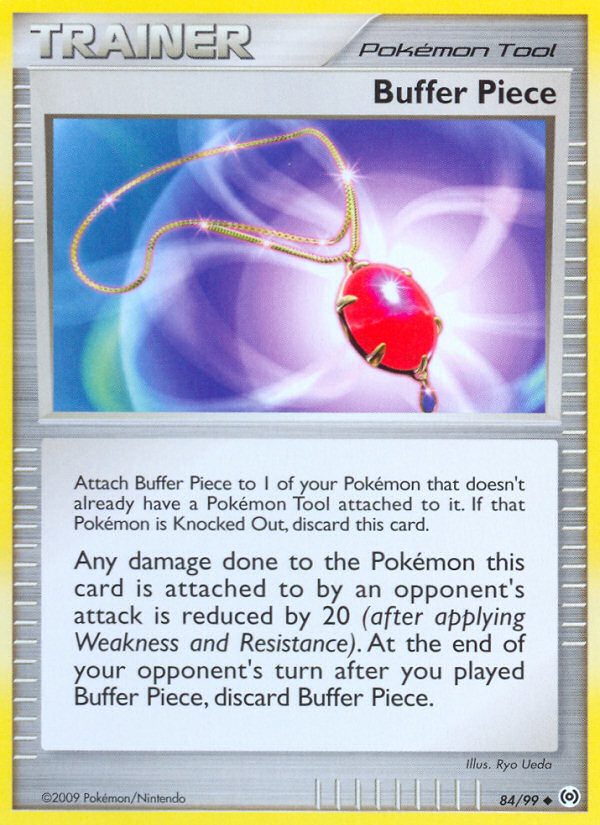 TRAINER
Pokémon Tool
Buffer Piece
Attach Buffer Piece to 1 of your Pokémon that doesn't
already have a Pokémon Tool attached to it. If that
Pokémon is Knocked Out, discard this card.
Any damage done to the Pokémon this
card is attached to by an opponent's
attack is reduced by 20 (after applying
Weakness and Resistance). At the end of
your opponent's turn after you played
Buffer Piece, discard Buffer Piece.
Illus. Ryo Ueda
©2009 Pokémon/Nintendo
84/99 ◆